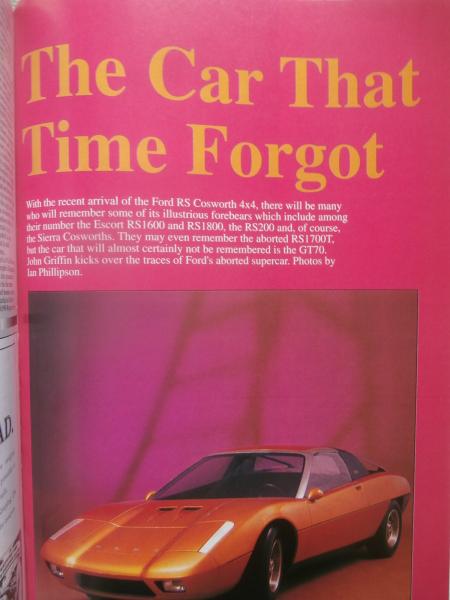 The Car That
Time Forgot
With the recent arrival of the Ford RS Cosworth 4x4, there will be many
who will remember some of its illustrious forebears which include among
their number the Escort RS1600 and RS1800, the RS200 and, of course,
the Sierra Cosworths. They may even remember the aborted RS1700T,
but the car that will almost certainly not be remembered is the GT70.
John Griffin kicks over the traces of Ford's aborted supercar. Photos by
Ian Phillipson.
AD.
FORD